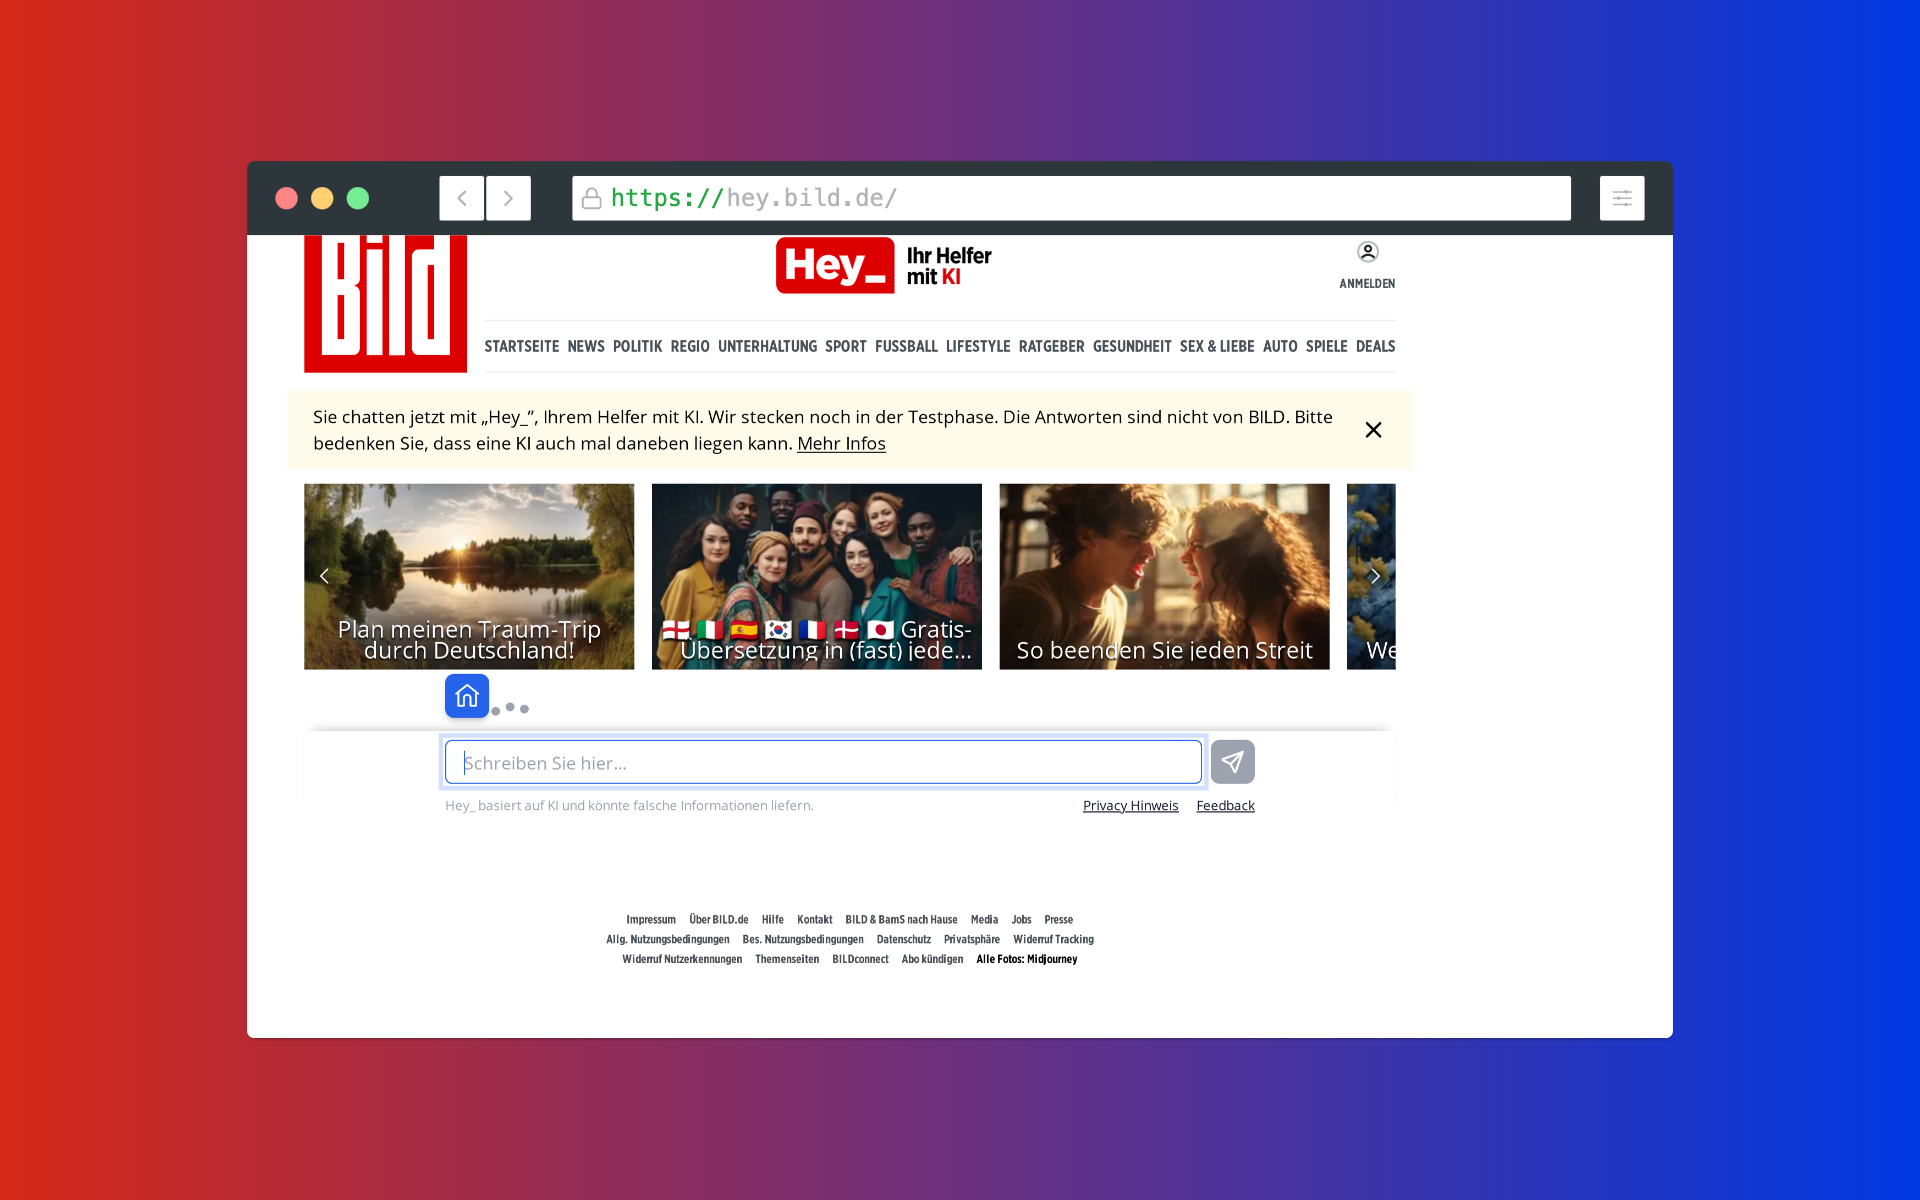 https://hey.bild.de/
Bild
Hey_
Ihr Helfer
mit KI
ANMELDEN
STARTSEITE NEWS POLITIK REGIO UNTERHALTUNG SPORT FUSSBALL LIFESTYLE RATGEBER GESUNDHEIT SEX & LIEBE AUTO SPIELE DEALS
Sie chatten jetzt mit „Hey_”, Ihrem Helfer mit KI. Wir stecken noch in der Testphase. Die Antworten sind nicht von BILD. Bitte
bedenken Sie, dass eine KI auch mal daneben liegen kann. Mehr Infos
Plan meinen Traum-Trip
durch Deutschland!
Gratis-
Übersetzung in (fast) jede...
So beenden Sie jeden Streit
We
Schreiben Sie hier...
Hey_ basiert auf KI und könnte falsche Informationen liefern.
Privacy Hinweis Feedback
Impressum Über BILD.de Hilfe Kontakt BILD & BamS nach Hause Media Jobs Presse
Allg. Nutzungsbedingungen Bes. Nutzungsbedingungen Datenschutz Privatsphäre Widerruf Tracking
Widerruf Nutzerkennungen Themenseiten BILDconnect Abo kündigen Alle Fotos: Midjourney